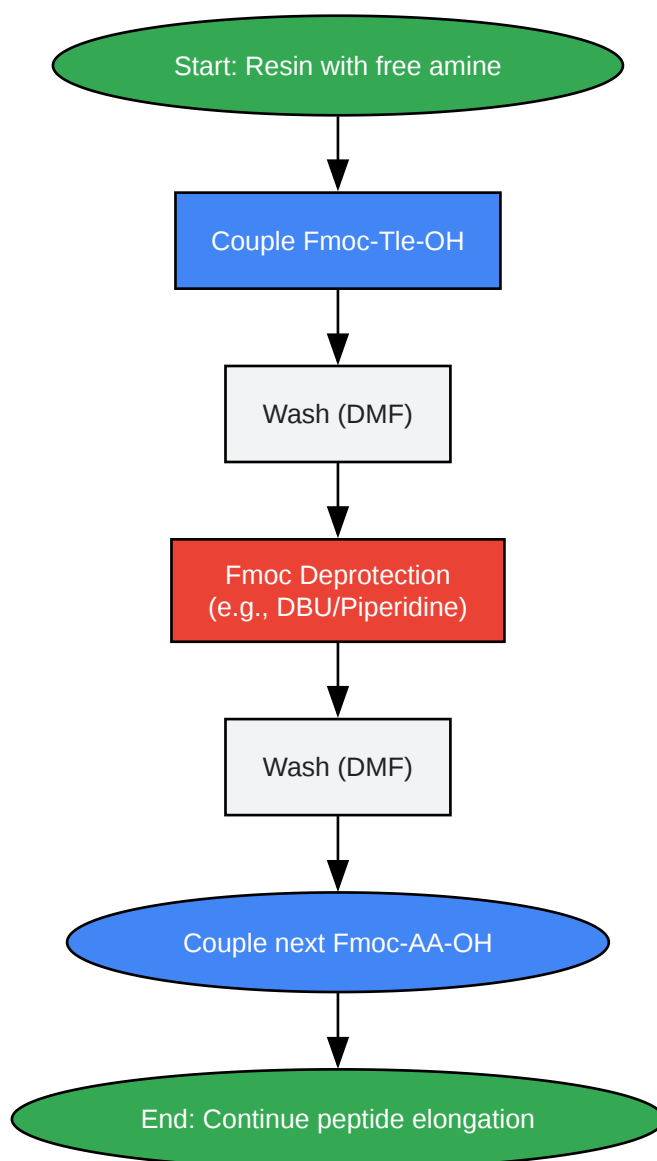 Start: Resin with free amine
Couple Fmoc-Tle-OH
Wash (DMF)
Fmoc Deprotection
(e.g., DBU/Piperidine)
Wash (DMF)
Couple next Fmoc-AA-OH
End: Continue peptide elongation